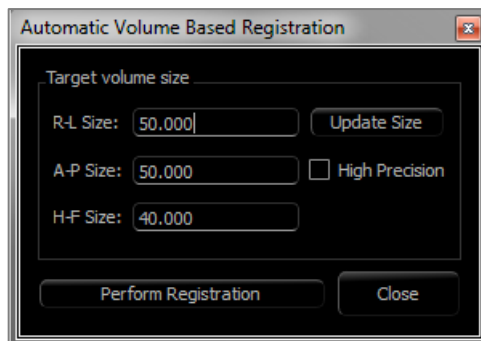 Automatic Volume Based Registration
Target volume size
R-L Size: 50.000 Update Size
A-P Size: 50.000 High Precision
H-F Size: 40.000
Perform Registration Close